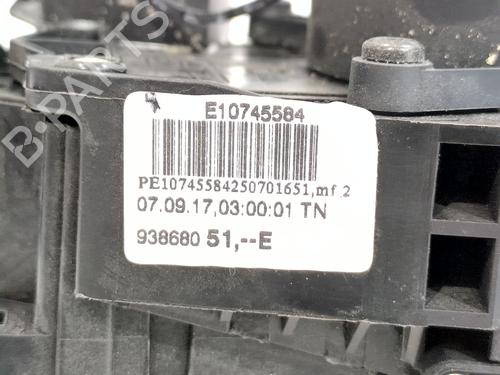 B-PARTS
E10745584
PE10745584250701651,mf 2
07.09.17,03:00:01 TN
938680 51,--E